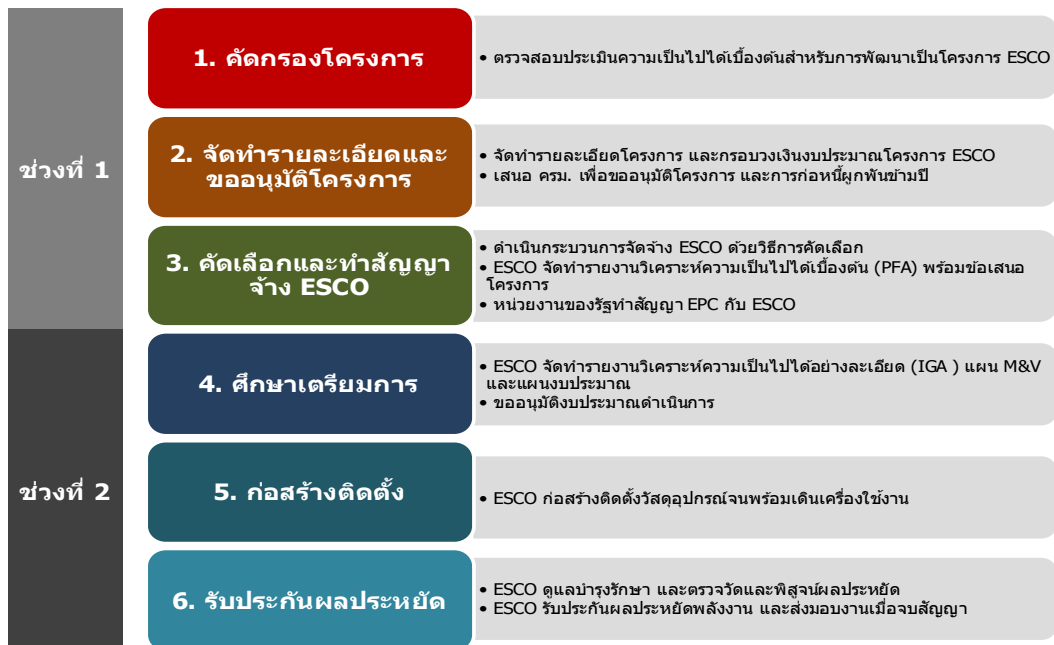 ช่วงที่ 1
1. คัดกรองโครงการ
• ตรวจสอบประเมินความเป็นไปได้เบื้องต้นสำหรับการพัฒนาเป็นโครงการ ESCO
2. จัดทำรายละเอียดและ
ขออนุมัติโครงการ
• จัดทำรายละเอียดโครงการ และกรอบวงเงินงบประมาณโครงการ ESCO
• เสนอ ครม. เพื่อขออนุมัติโครงการ และการก่อหนี้ผูกพันข้ามปี
3. คัดเลือกและทำสัญญา
จ้าง ESCO
• ดำเนินกระบวนการจัดจ้าง ESCO ด้วยวิธีการคัดเลือก
• ESCO จัดทำรายงานวิเคราะห์ความเป็นไปได้เบื้องต้น (PFA) พร้อมข้อเสนอ
โครงการ
• หน่วยงานของรัฐทำสัญญา EPC กับ ESCO
ช่วงที่ 2
4. ศึกษาเตรียมการ
• ESCO จัดทำรายงานวิเคราะห์ความเป็นไปได้อย่างละเอียด (IGA ) แผน M&V
และแผนงบประมาณ
• ขออนุมัติงบประมาณดำเนินการ
5. ก่อสร้างติดตั้ง
• ESCO ก่อสร้างติดตั้งวัสดุอุปกรณ์จนพร้อมเดินเครื่องใช้งาน
6. รับประกันผลประหยัด
• ESCO ดูแลบำรุงรักษา และตรวจวัดและพิสูจน์ผลประหยัด
• ESCO รับประกันผลประหยัดพลังงาน และส่งมอบงานเมื่อจบสัญญา